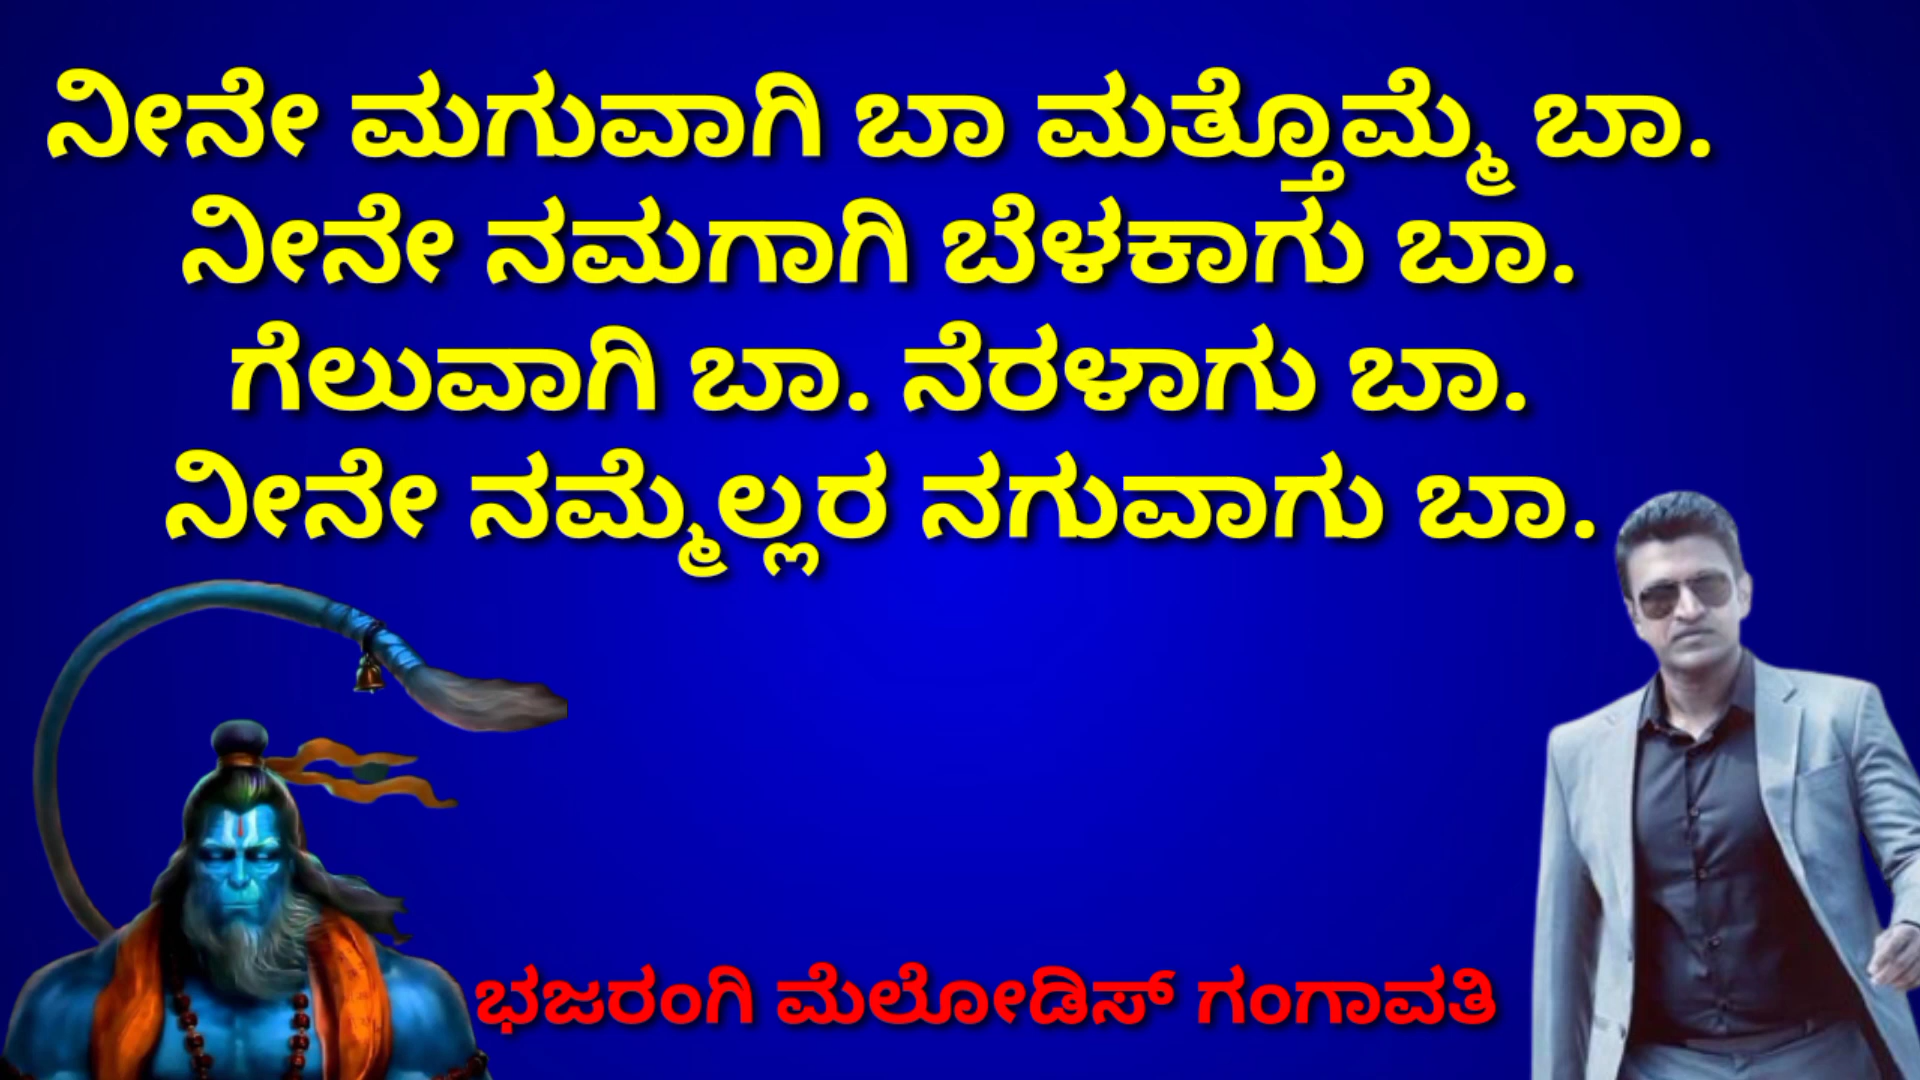 ನೀನೇ ಮಗುವಾಗಿ ಬಾ ಮತ್ತೊಮ್ಮೆ ಬಾ.
ನೀನೇ ನಮಗಾಗಿ ಬೆಳಕಾಗು ಬಾ.
ಗೆಲುವಾಗಿ ಬಾ. ನೆರಳಾಗು ಬಾ.
ನೀನೇ ನಮ್ಮೆಲ್ಲರ ನಗುವಾಗು ಬಾ.
ಭಜರಂಗಿ ಮೆಲೋಡಿಸ್ ಗಂಗಾವತಿ